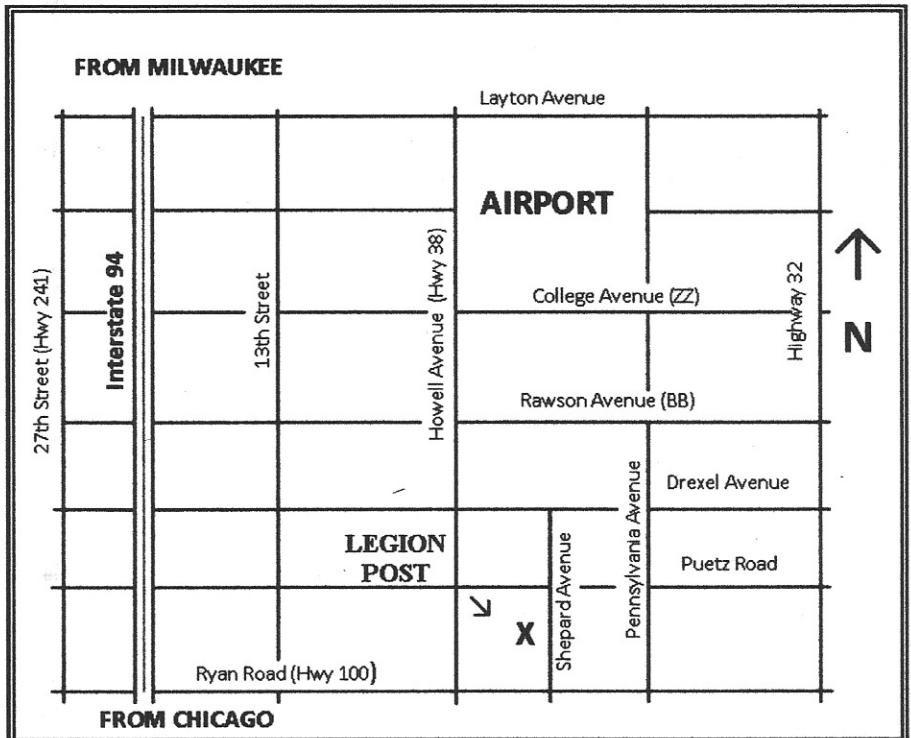 FROM MILWAUKEE
Layton Avenue
AIRPORT
27th Street (Hwy 241)
Interstate 94
13th Street
Howell Avenue (Hwy 38)
College Avenue (ZZ)
Highway 32
N
Rawson Avenue (BB)
Drexel Avenue
LEGION
POST
Shepard Avenue
Pennsylvania Avenue
Puetz Road
X
Ryan Road (Hwy 100)
FROM CHICAGO